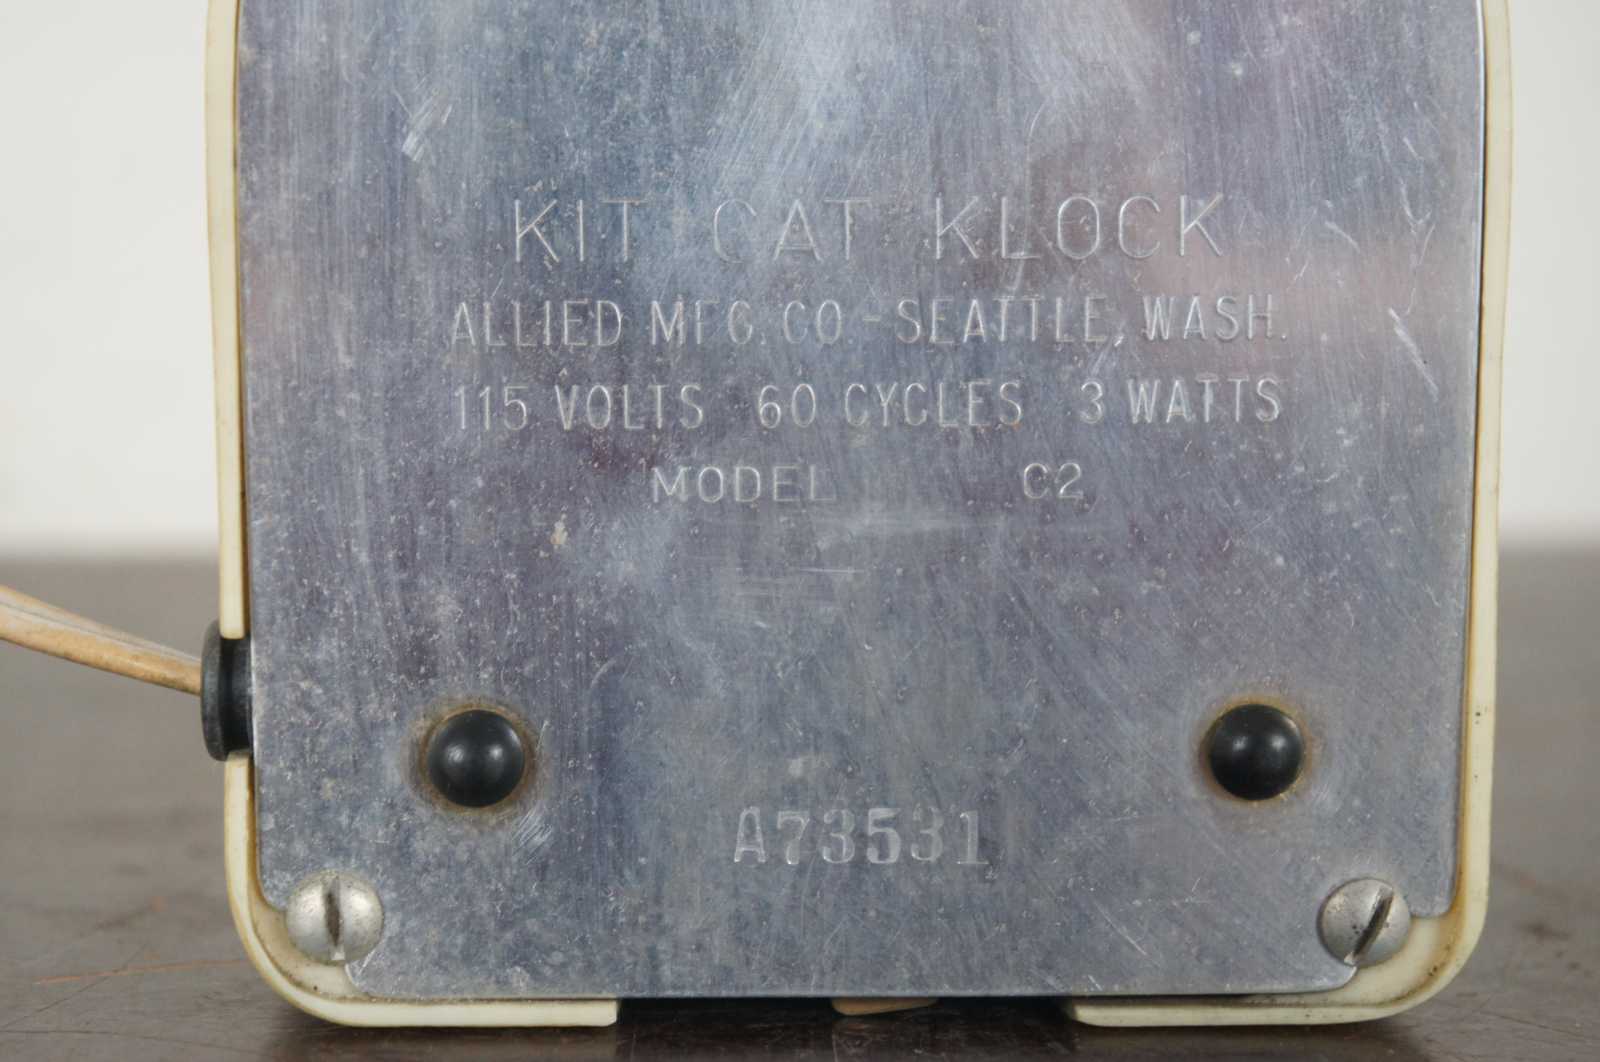 KIT CAT KLOCK
ALLIED MFG. CO. - SEATTLE, WASH.
115 VOLTS 60 CYCLES 3 WATTS
MODEL C2
A73531